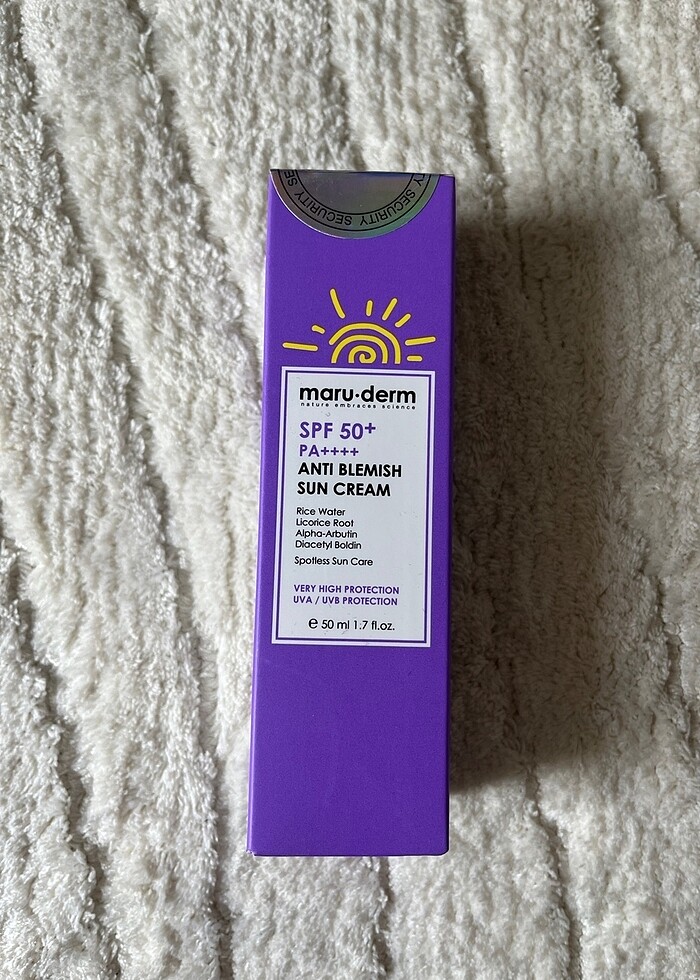 TY SECURITY SECURITY SE
maru·derm
nature embraces science
SPF 50+
PA++++
ANTI BLEMISH
SUN CREAM
Rice Water
Licorice Root
Alpha-Arbutin
Diacetyl Boldin
Spotless Sun Care
VERY HIGH PROTECTION
UVA / UVB PROTECTION
e 50 ml 1.7 fl.oz.